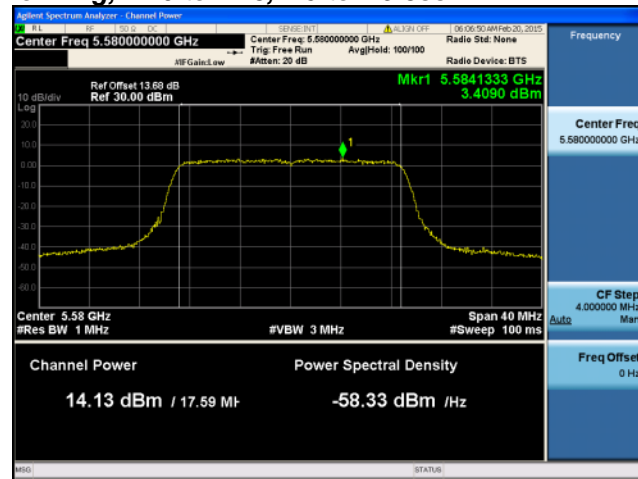 Agilent Spectrum Analyzer - Channel Power
RL RF 50 Ω DC SENSE:INT ALIGN OFF 06:06:50 AM Feb 20, 2015
Center Freq 5.580000000 GHz Center Freq: 5.580000000 GHz Radio Std: None Frequency
Trig: Free Run Avg|Hold: 100/100
#IFGain:Low #Atten: 20 dB Radio Device: BTS
Mkr1 5.5841333 GHz
Ref Offset 13.68 dB
10 dB/div Ref 30.00 dBm 3.4090 dBm
Log
20.0
10.0
0.00
-10.0
-20.0
-30.0
-40.0
-50.0
-60.0
1
Center Freq
5.580000000 GHz
Center 5.58 GHz Span 40 MHz
#Res BW 1 MHz #VBW 3 MHz #Sweep 100 ms
CF Step
4.000000 MHz
Auto Man
Channel Power Power Spectral Density
14.13 dBm / 17.59 MH -58.33 dBm /Hz
Freq Offset
0 Hz
MSG STATUS